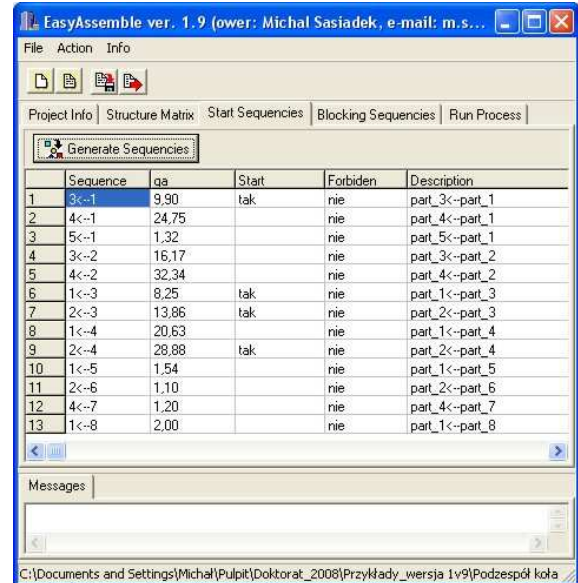 EasyAssemble ver. 1.9 (ower: Michal Sasiadek, e-mail: m.s...
File Action Info
Project Info Structure Matrix Start Sequencies Blocking Sequencies Run Process
Generate Sequencies
Sequence qa Start Forbiden Description
1 3<--1 9,90 tak nie part_3<--part_1
2 4<--1 24,75 nie part_4<--part_1
3 5<--1 1,32 nie part_5<--part_1
4 3<--2 16,17 nie part_3<--part_2
5 4<--2 32,34 nie part_4<--part_2
6 1<--3 8,25 tak nie part_1<--part_3
7 2<--3 13,86 tak nie part_2<--part_3
8 1<--4 20,63 nie part_1<--part_4
9 2<--4 28,88 tak nie part_2<--part_4
10 1<--5 1,54 nie part_1<--part_5
11 2<--6 1,10 nie part_2<--part_6
12 4<--7 1,20 nie part_4<--part_7
13 1<--8 2,00 nie part_1<--part_8
Messages
C:\Documents and Settings\Michał\Pulpit\Doktorat_2008\Przykłady_wersja 1v9\Podzespół koła